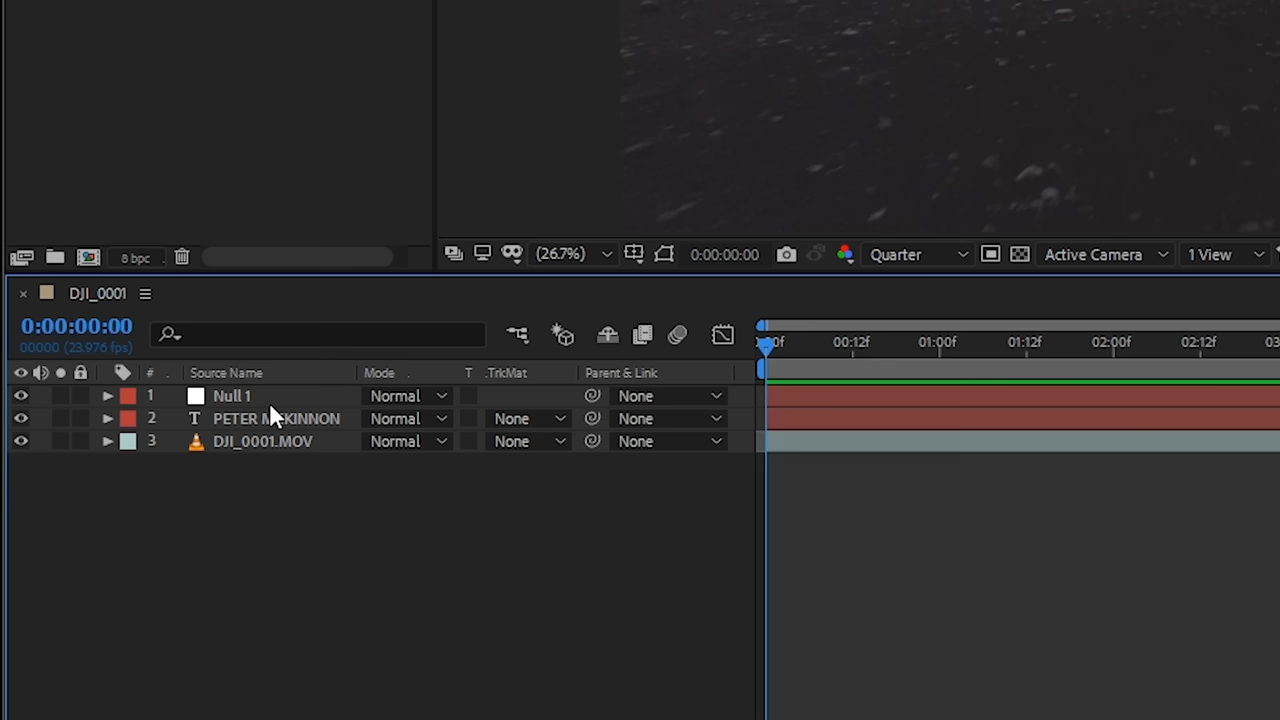 8 bpc
(26.7%)
0:00:00:00
Quarter
Active Camera
1 View
DJI_0001
0:00:00:00
00000 (23.976 fps)
00:12f
01:00f
01:12f
02:00f
02:12f
# Source Name Mode T .TrkMat Parent & Link
1 Null 1 Normal None
2 T PETER McKINNON Normal None None
3 DJI_0001.MOV Normal None None